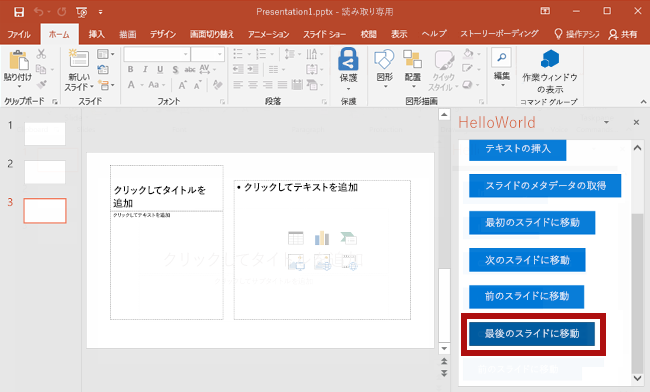 Presentation1.pptx - 読み取り専用
ファイル ホーム 挿入 描画 デザイン 画面切り替え アニメーション スライド ショー 校閲 表示 ヘルプ ストーリーボーディング 操作アシス 共有
貼り付け 新しいスライド 保護 図形 配置 クイックスタイル 編集 作業ウィンドウの表示
クリップボード スライド フォント 段落 保護 図形描画 コマンド グループ
1
2
3
クリックしてタイトルを
追加
クリックしてテキストを追加
• クリックしてテキストを追加
HelloWorld
テキストの挿入
スライドのメタデータの取得
最初のスライドに移動
次のスライドに移動
前のスライドに移動
最後のスライドに移動